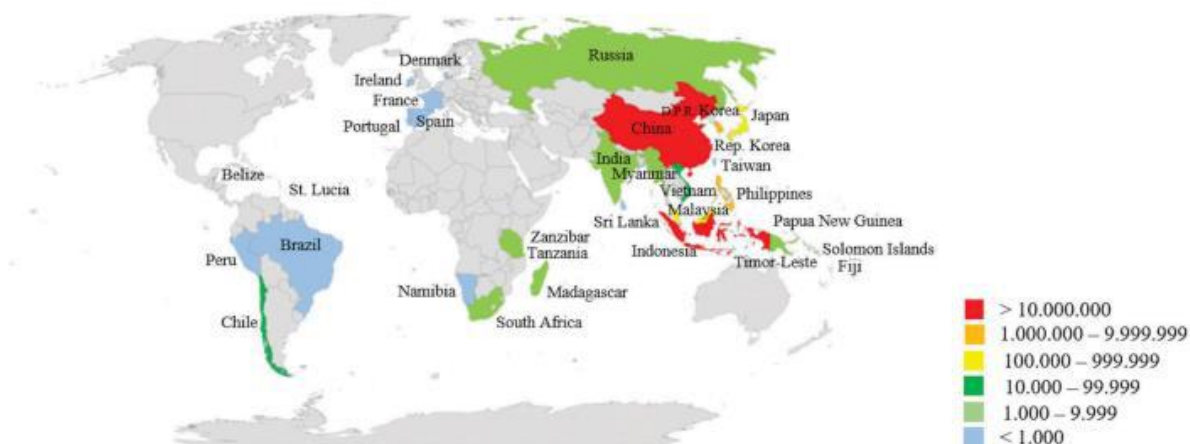 Denmark
Russia
Ireland
France
Portugal
Spain
D.P.R. Korea
Japan
China
Rep. Korea
Taiwan
India
Myanmar
Belize
St. Lucia
Vietnam
Philippines
Malaysia
Sri Lanka
Papua New Guinea
Brazil
Zanzibar
Tanzania
Indonesia
Solomon Islands
Peru
Timor-Leste
Fiji
Namibia
Madagascar
Chile
South Africa
> 10.000.000
1.000.000 – 9.999.999
100.000 – 999.999
10.000 – 99.999
1.000 – 9.999
< 1.000